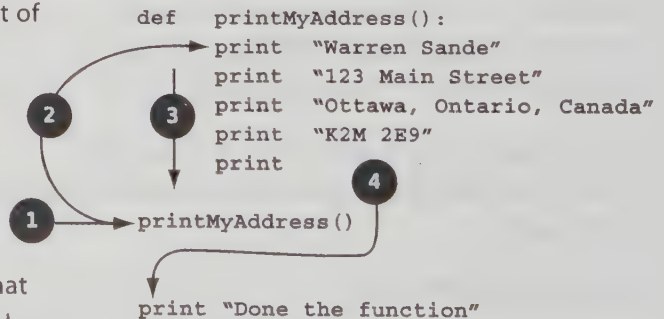 t of
def printMyAddress():
print "Warren Sande"
print "123 Main Street"
print "Ottawa, Ontario, Canada"
print "K2M 2E9"
print
2
3
4
1
printMyAddress()
nat
print "Done the function"